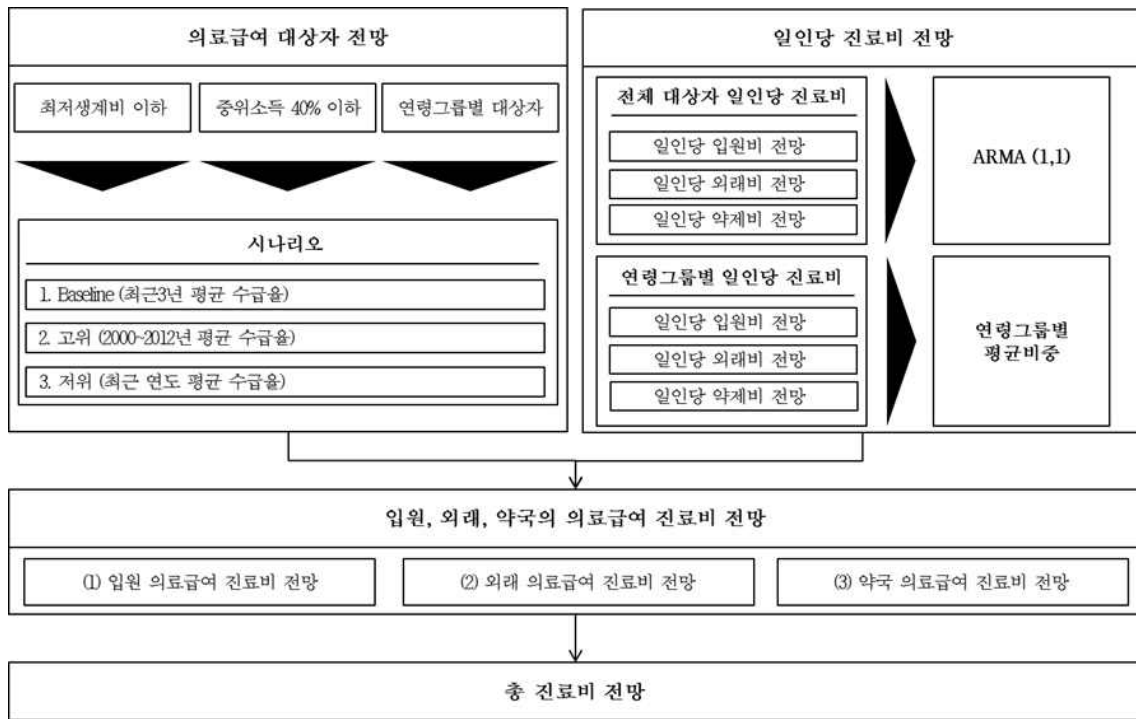 의료급여 대상자 전망
최저생계비 이하
중위소득 40% 이하
연령그룹별 대상자
시나리오
1. Baseline (최근3년 평균 수급율)
2. 고위 (2000~2012년 평균 수급율)
3. 저위 (최근 연도 평균 수급율)
일인당 진료비 전망
전체 대상자 일인당 진료비
일인당 입원비 전망
일인당 외래비 전망
일인당 약제비 전망
ARMA (1,1)
연령그룹별 일인당 진료비
일인당 입원비 전망
일인당 외래비 전망
일인당 약제비 전망
연령그룹별
평균비중
입원, 외래, 약국의 의료급여 진료비 전망
(1) 입원 의료급여 진료비 전망
(2) 외래 의료급여 진료비 전망
(3) 약국 의료급여 진료비 전망
총 진료비 전망